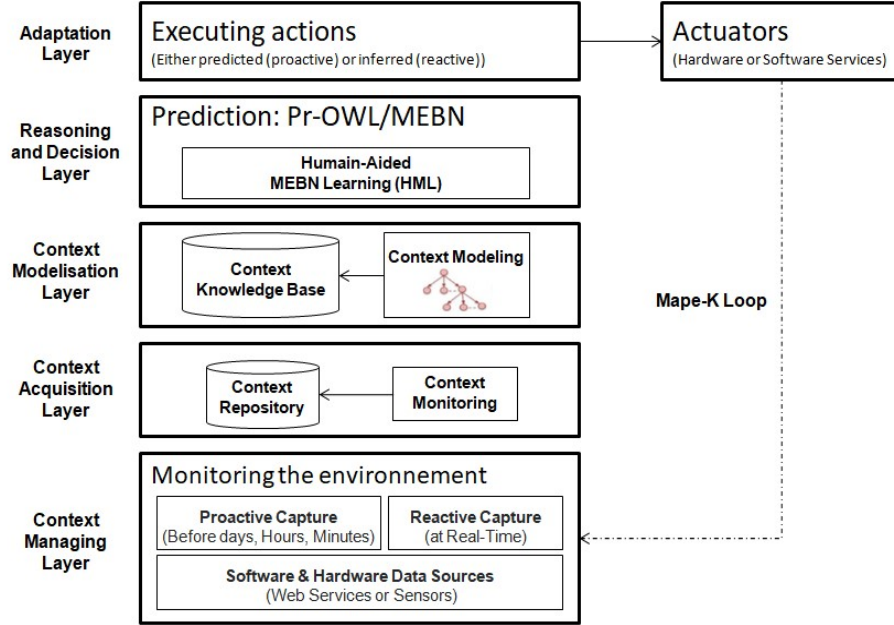 Adaptation
Layer
Executing actions
(Either predicted (proactive) or inferred (reactive))
Actuators
(Hardware or Software Services)
Reasoning
and Decision
Layer
Prediction: Pr-OWL/MEBN
Humain-Aided
MEBN Learning (HML)
Context
Modelisation
Layer
Context
Knowledge Base
Context Modeling
Mape-K Loop
Context
Acquisition
Layer
Context
Repository
Context
Monitoring
Context
Managing
Layer
Monitoring the environnement
Proactive Capture
(Before days, Hours, Minutes)
Reactive Capture
(at Real-Time)
Software & Hardware Data Sources
(Web Services or Sensors)